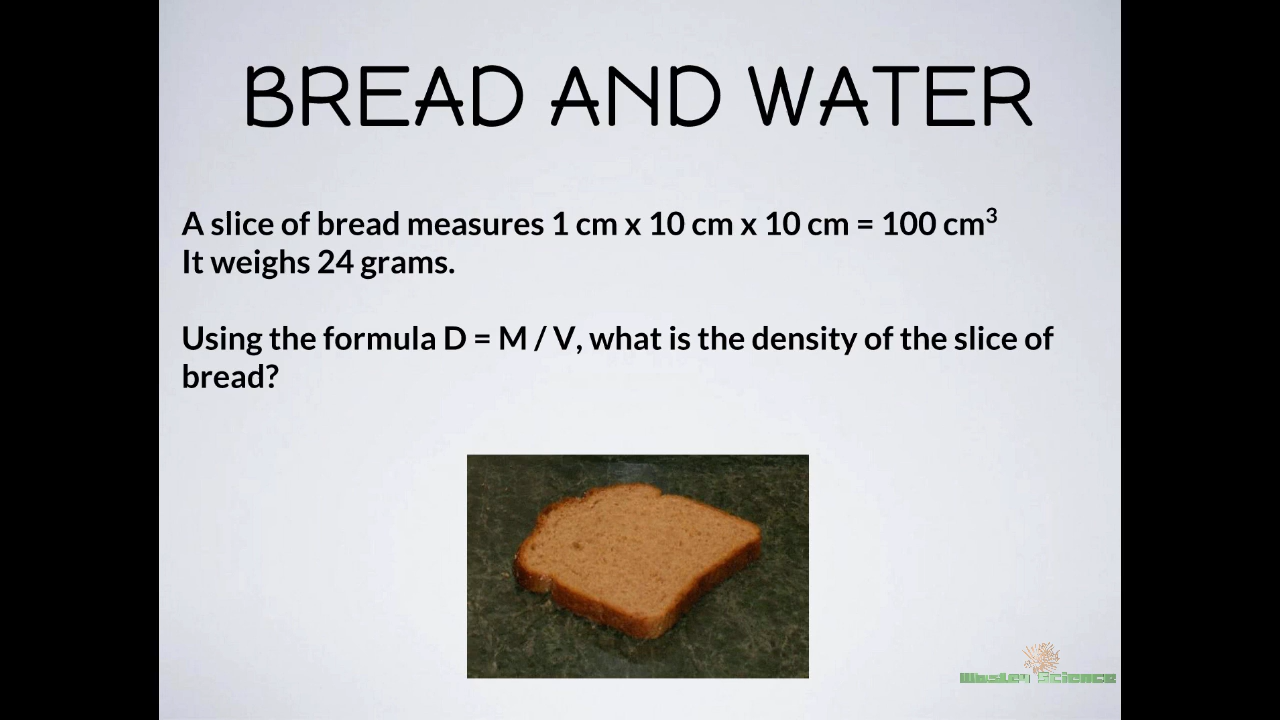 BREAD AND WATER
A slice of bread measures 1 cm x 10 cm x 10 cm = 100 cm³
It weighs 24 grams.
Using the formula D = M / V, what is the density of the slice of
bread?
Science